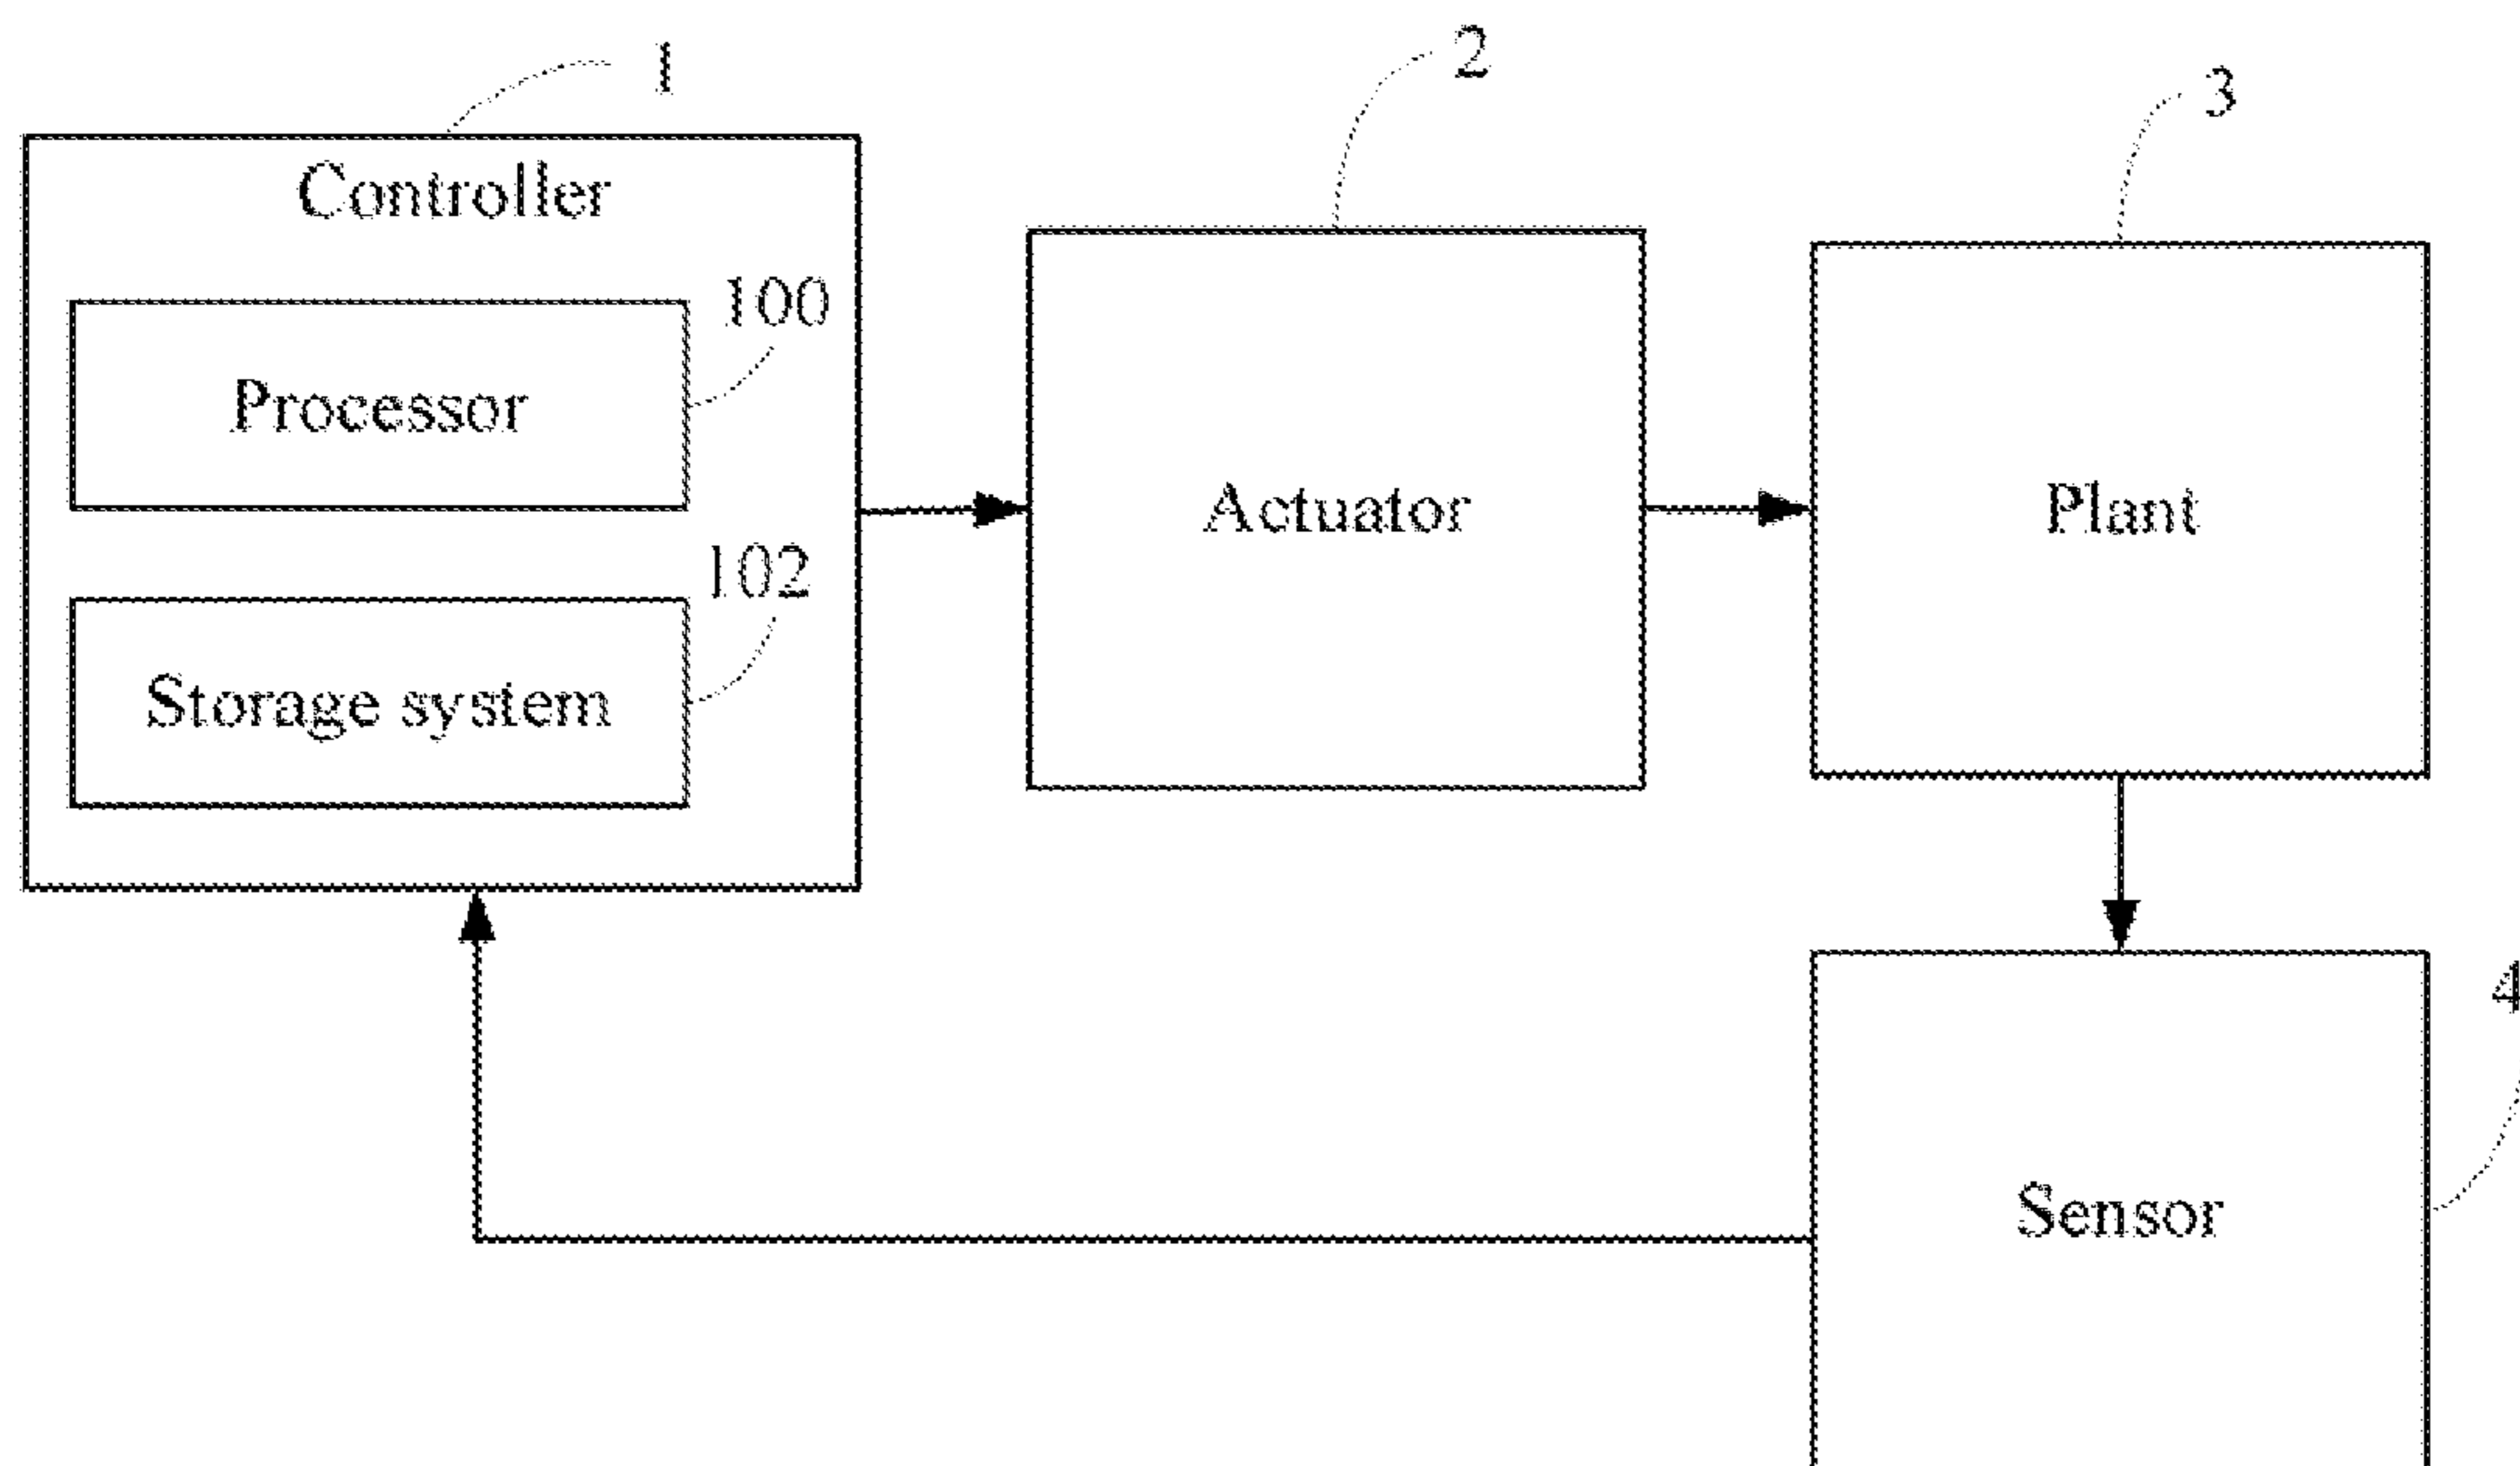 1
2
3
Controller
100
Processor
Actuator
Plant
102
Storage system
4
Sensor